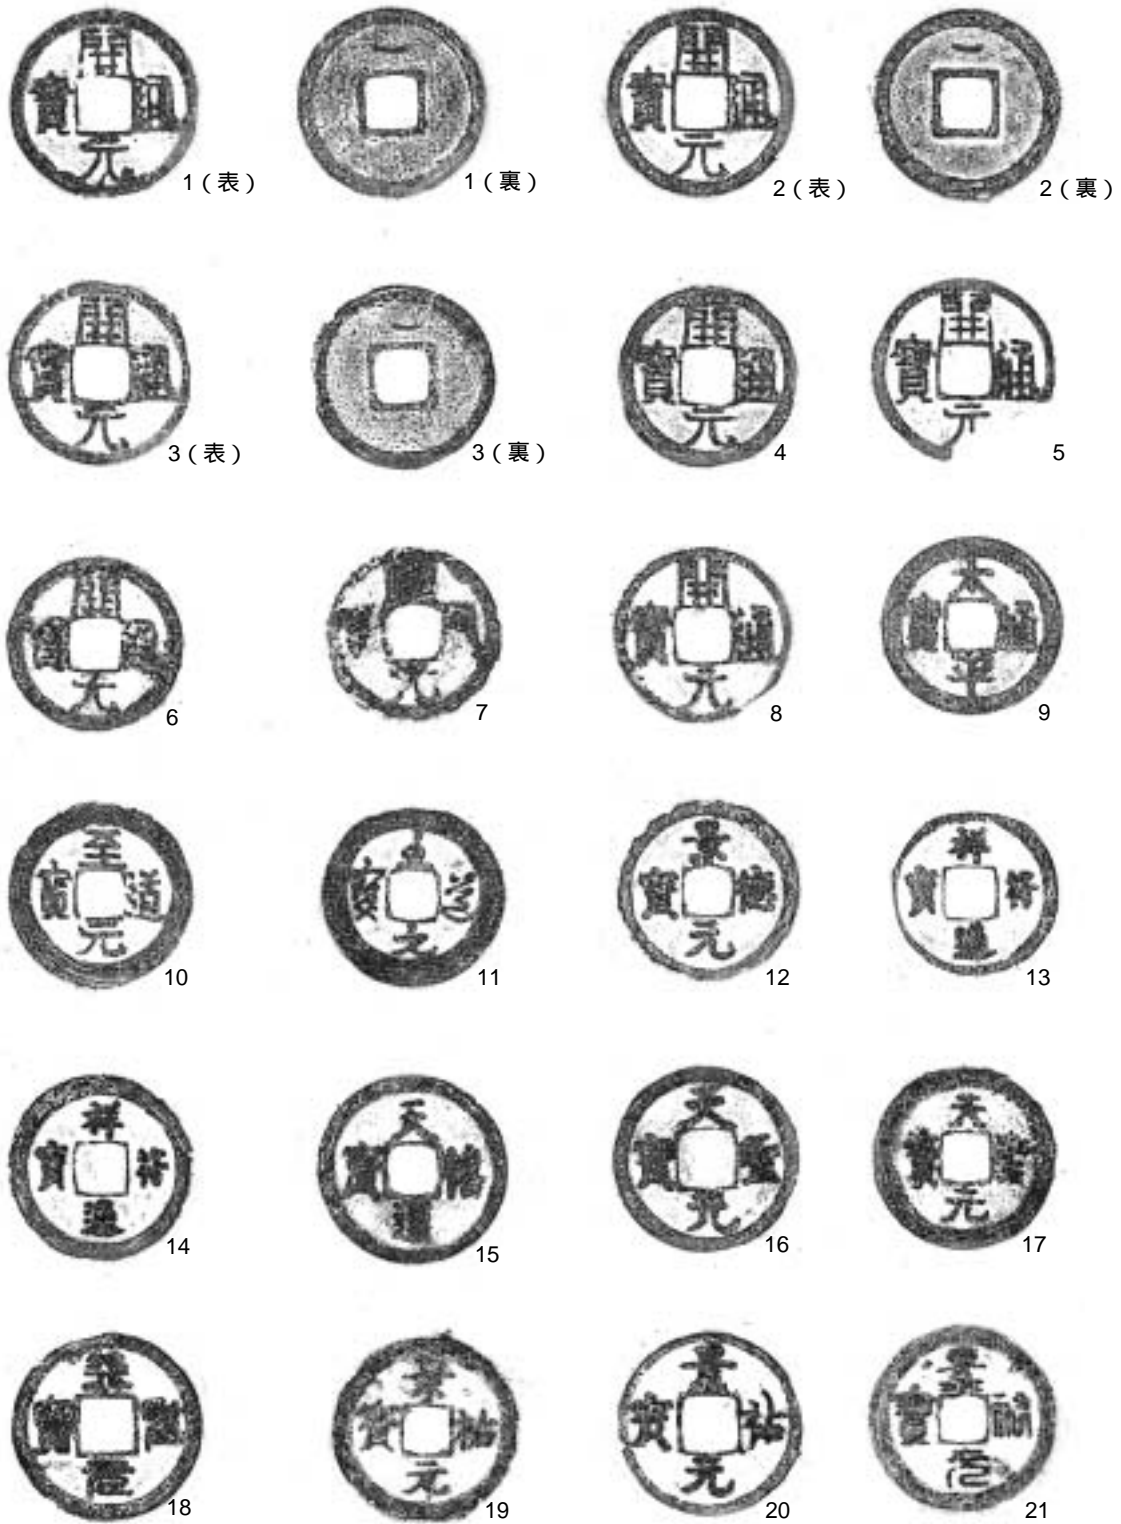 開元通寶
1（表）
1（裏）
開元通寶
2（表）
2（裏）
開元通寶
3（表）
3（裏）
開元通寶
4
開元通寶
5
開元
6
元
7
開元通寶
8
太平通寶
9
至道元寶
10
11
景德元寶
12
祥符通寶
13
祥符通寶
14
天禧通寶
15
天聖元寶
16
天聖元寶
17
18
景祐元寶
19
景祐元寶
20
景祐元寶
21